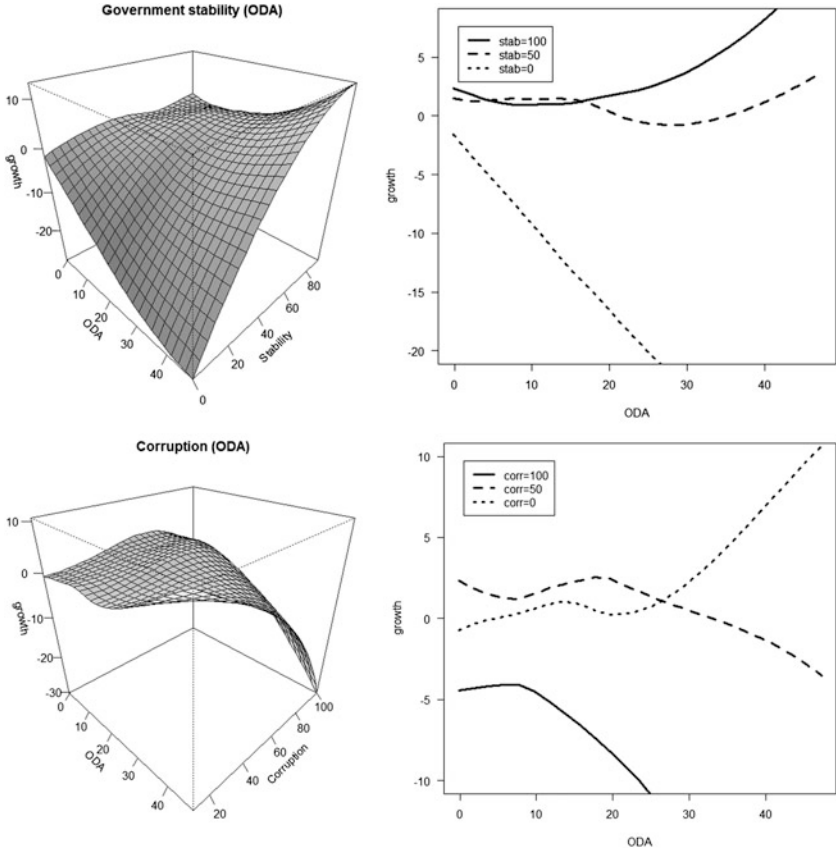 Government stability (ODA)
10
0
-10
-20
growth
0
10
20
30
40
ODA
0
20
40
60
80
Stability
stab=100
stab=50
stab=0
5
0
-5
-10
-15
-20
growth
0
10
20
30
40
ODA
Corruption (ODA)
10
0
-10
-20
-30
growth
0
10
20
30
40
ODA
20
40
60
80
100
Corruption
corr=100
corr=50
corr=0
10
5
0
-5
-10
growth
0
10
20
30
40
ODA